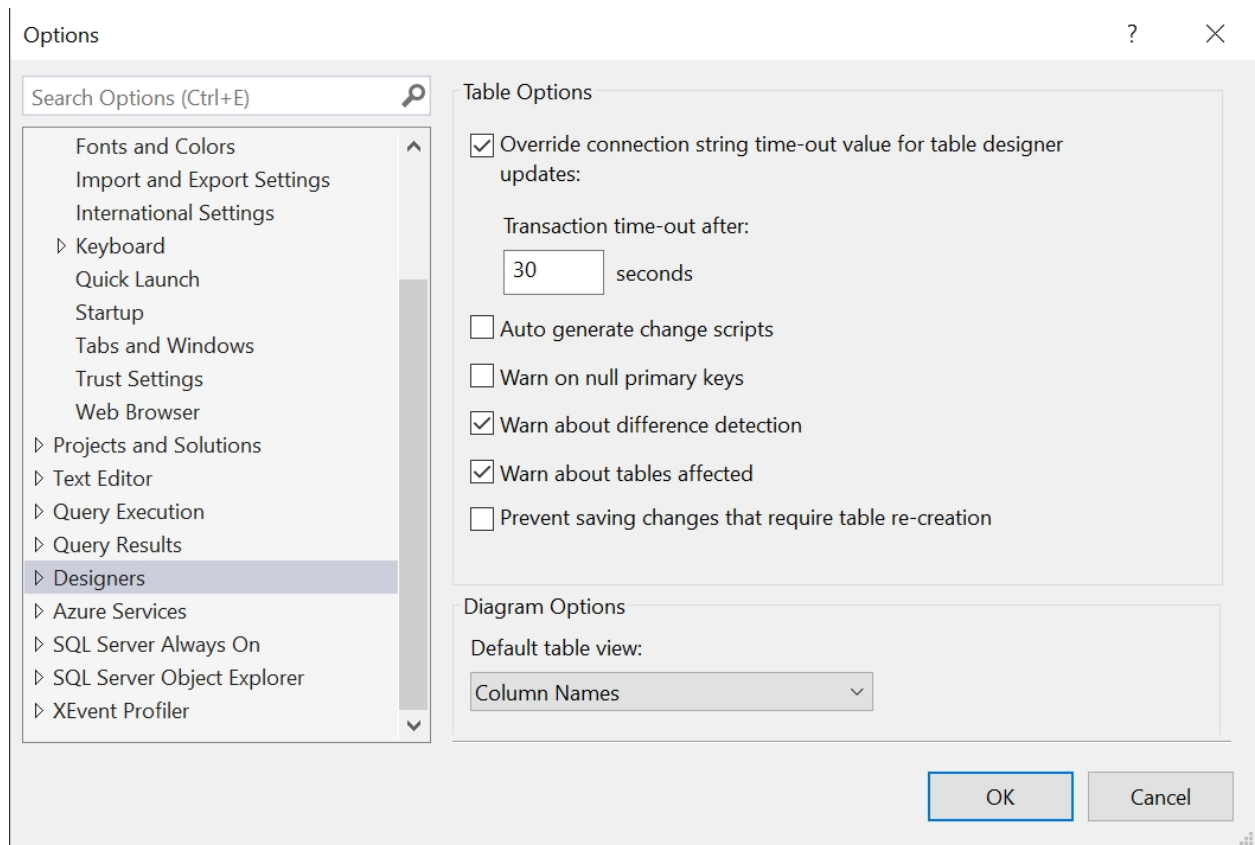 Options
?
Search Options (Ctrl+E)
Fonts and Colors
Import and Export Settings
International Settings
Keyboard
Quick Launch
Startup
Tabs and Windows
Trust Settings
Web Browser
Projects and Solutions
Text Editor
Query Execution
Query Results
Designers
Azure Services
SQL Server Always On
SQL Server Object Explorer
XEvent Profiler
Table Options
Override connection string time-out value for table designer
updates:
Transaction time-out after:
30 seconds
Auto generate change scripts
Warn on null primary keys
Warn about difference detection
Warn about tables affected
Prevent saving changes that require table re-creation
Diagram Options
Default table view:
Column Names
OK
Cancel